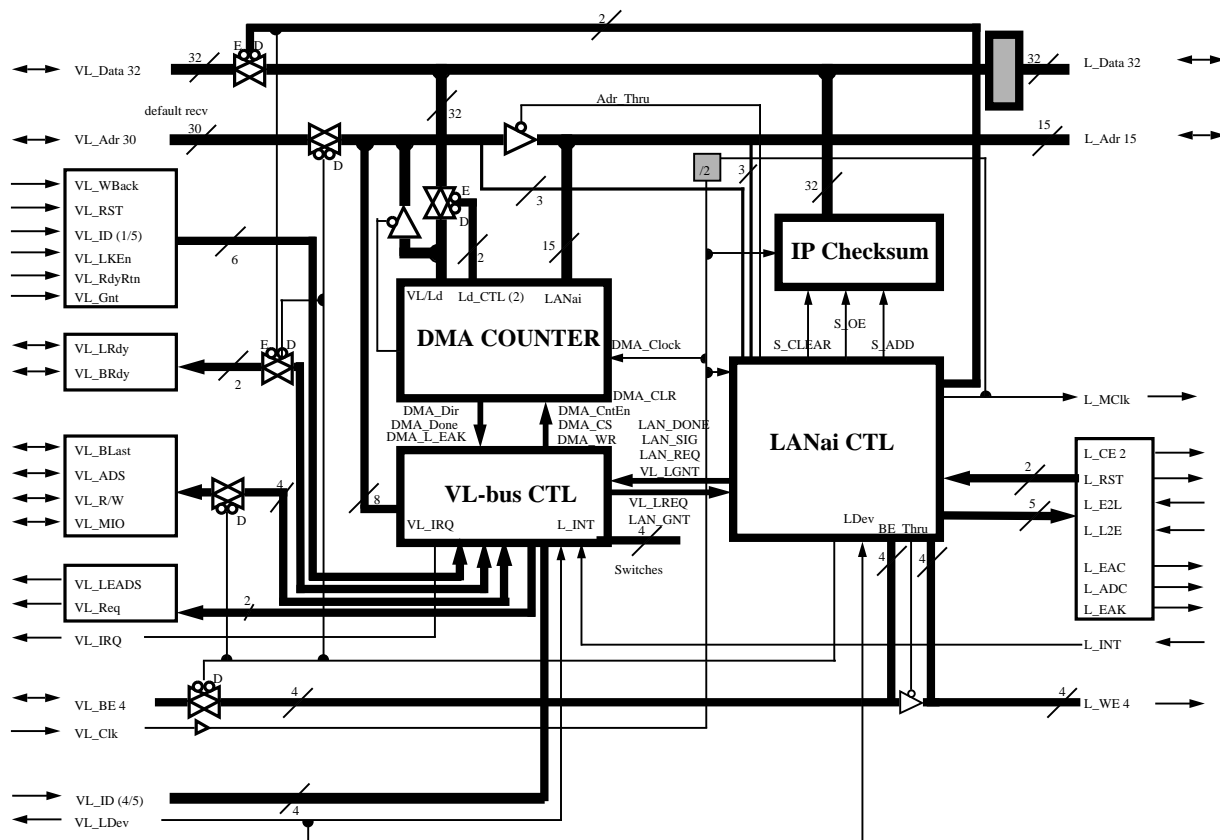 2
E D
32
VL_Data 32
32
L_Data 32
default recv
32
Adr_Thru
30
VL_Adr 30
D
15
L_Adr 15
/2
3
3
32
VL_WBack
VL_RST
VL_ID (1/5)
VL_LKEn
VL_RdyRtn
VL_Gnt
6
E
D
2
15
IP Checksum
VL/Ld
Ld_CTL (2)
LANai
DMA COUNTER
DMA_Clock
DMA_CLR
S_CLEAR
S_OE
S_ADD
VL_LRdy
VL_BRdy
E D
2
DMA_Dir
DMA_Done
DMA_L_EAK
DMA_CntEn
DMA_CS
DMA_WR
LAN_DONE
LAN_SIG
LAN_REQ
VL_LGNT
LANai CTL
L_MClk
VL_BLast
VL_ADS
VL_R/W
VL_MIO
D
4
8
VL-bus CTL
VL_IRQ
L_INT
VL_LREQ
LAN_GNT
4
Switches
LDev
BE_Thru
4
4
2
5
L_CE 2
L_RST
L_E2L
L_L2E
L_EAC
L_ADC
L_EAK
VL_LEADS
VL_Req
2
VL_IRQ
L_INT
D
VL_BE 4
4
4
L_WE 4
VL_Clk
VL_ID (4/5)
4
VL_LDev